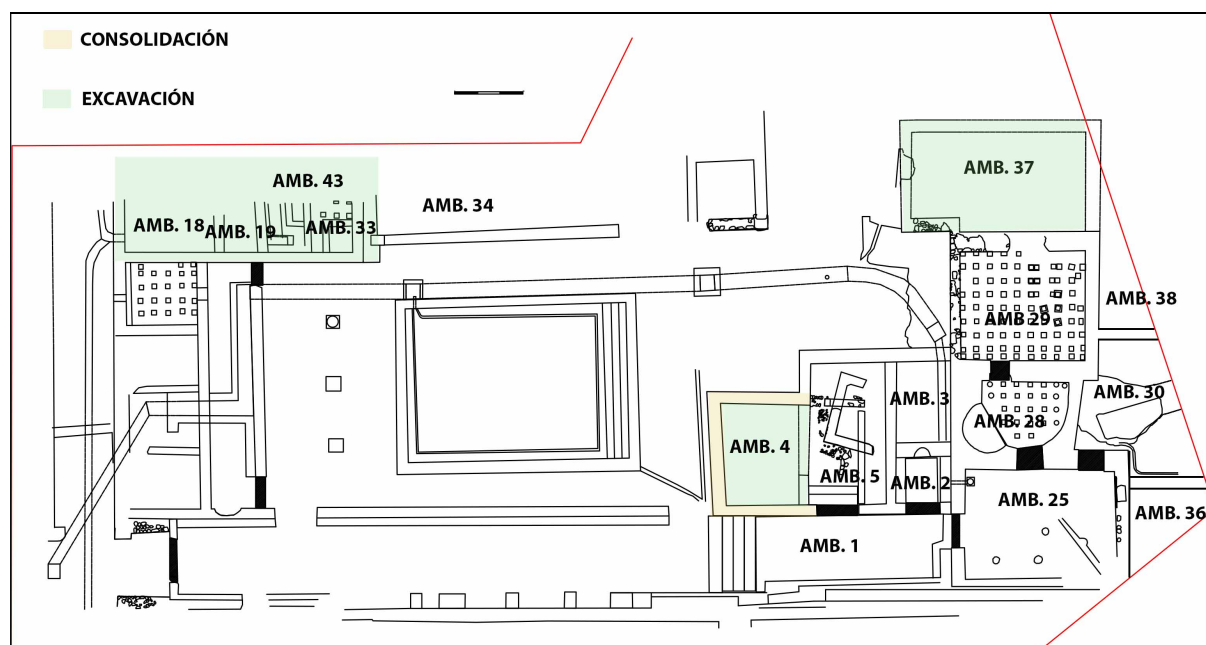 CONSOLIDACIÓN
EXCAVACIÓN
AMB. 37
AMB. 43
AMB. 34
AMB. 18
AMB. 19
AMB. 33
AMB. 38
AMB. 29
AMB. 30
AMB. 3
AMB. 28
AMB. 4
AMB. 5
AMB. 2
AMB. 25
AMB. 36
AMB. 1